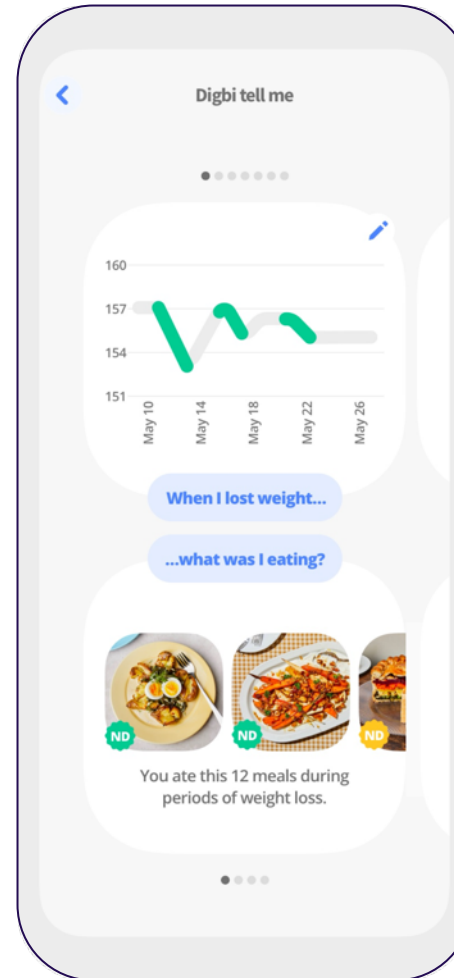 Digbi tell me
160
157
154
151
May 10
May 14
May 18
May 22
May 26
When I lost weight...
...what was I eating?
ND
ND
ND
You ate this 12 meals during
periods of weight loss.